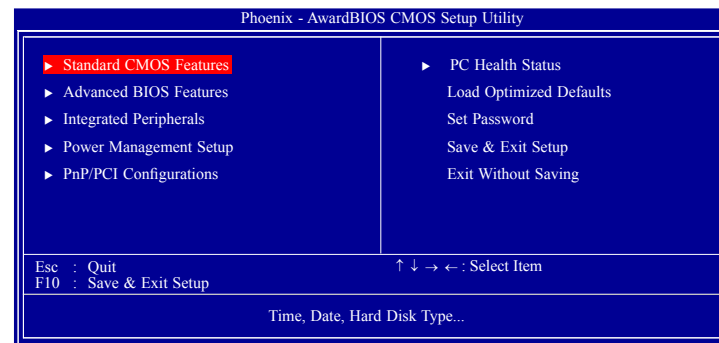 Phoenix - AwardBIOS CMOS Setup Utility
► Standard CMOS Features
► Advanced BIOS Features
► Integrated Peripherals
► Power Management Setup
► PnP/PCI Configurations
► PC Health Status
Load Optimized Defaults
Set Password
Save & Exit Setup
Exit Without Saving
Esc : Quit
F10 : Save & Exit Setup
↑ ↓ → ← : Select Item
Time, Date, Hard Disk Type...